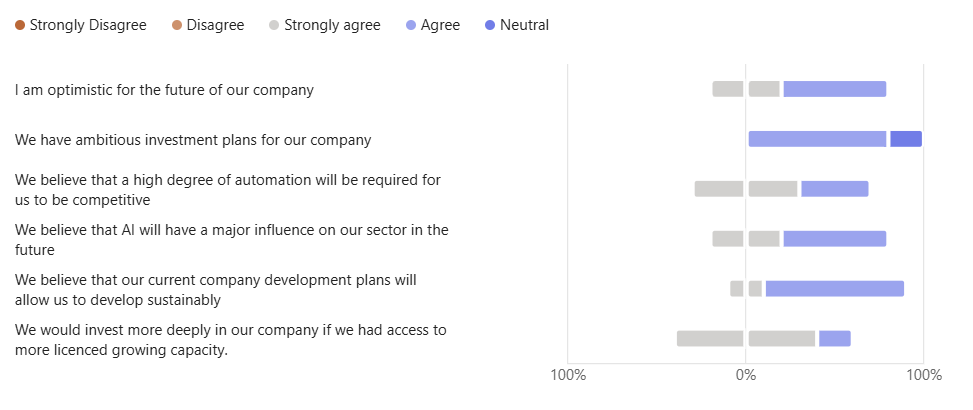 Strongly Disagree Disagree Strongly agree Agree Neutral
I am optimistic for the future of our company
We have ambitious investment plans for our company
We believe that a high degree of automation will be required for
us to be competitive
We believe that AI will have a major influence on our sector in the
future
We believe that our current company development plans will
allow us to develop sustainably
We would invest more deeply in our company if we had access to
more licenced growing capacity.
100% 0% 100%